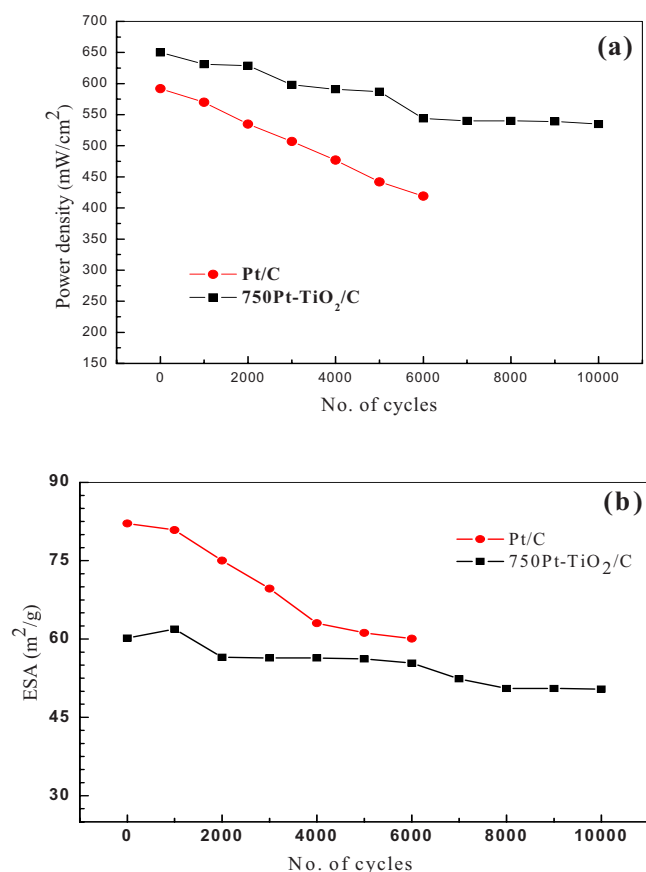 700
650
600
550
500
450
400
350
300
250
200
150
Power density (mW/cm²)
(a)
Pt/C
750Pt-TiO₂/C
0 2000 4000 6000 8000 10000
No. of cycles
90
75
60
45
30
ESA (m²/g)
(b)
Pt/C
750Pt-TiO₂/C
0 2000 4000 6000 8000 10000
No. of cycles